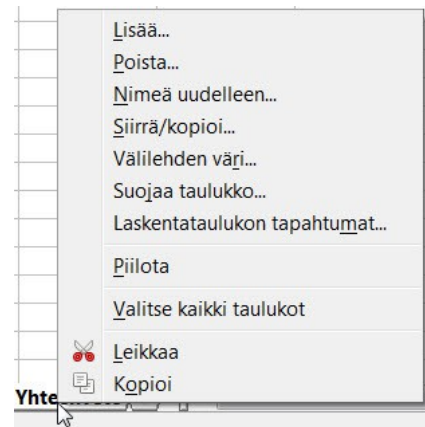 Lisää...
Poista...
Nimeä uudelleen...
Siirrä/kopioi...
Välilehden väri...
Suojaa taulukko...
Laskentataulukon tapahtumat...
Piilota
Valitse kaikki taulukot
Leikkaa
Kopioi